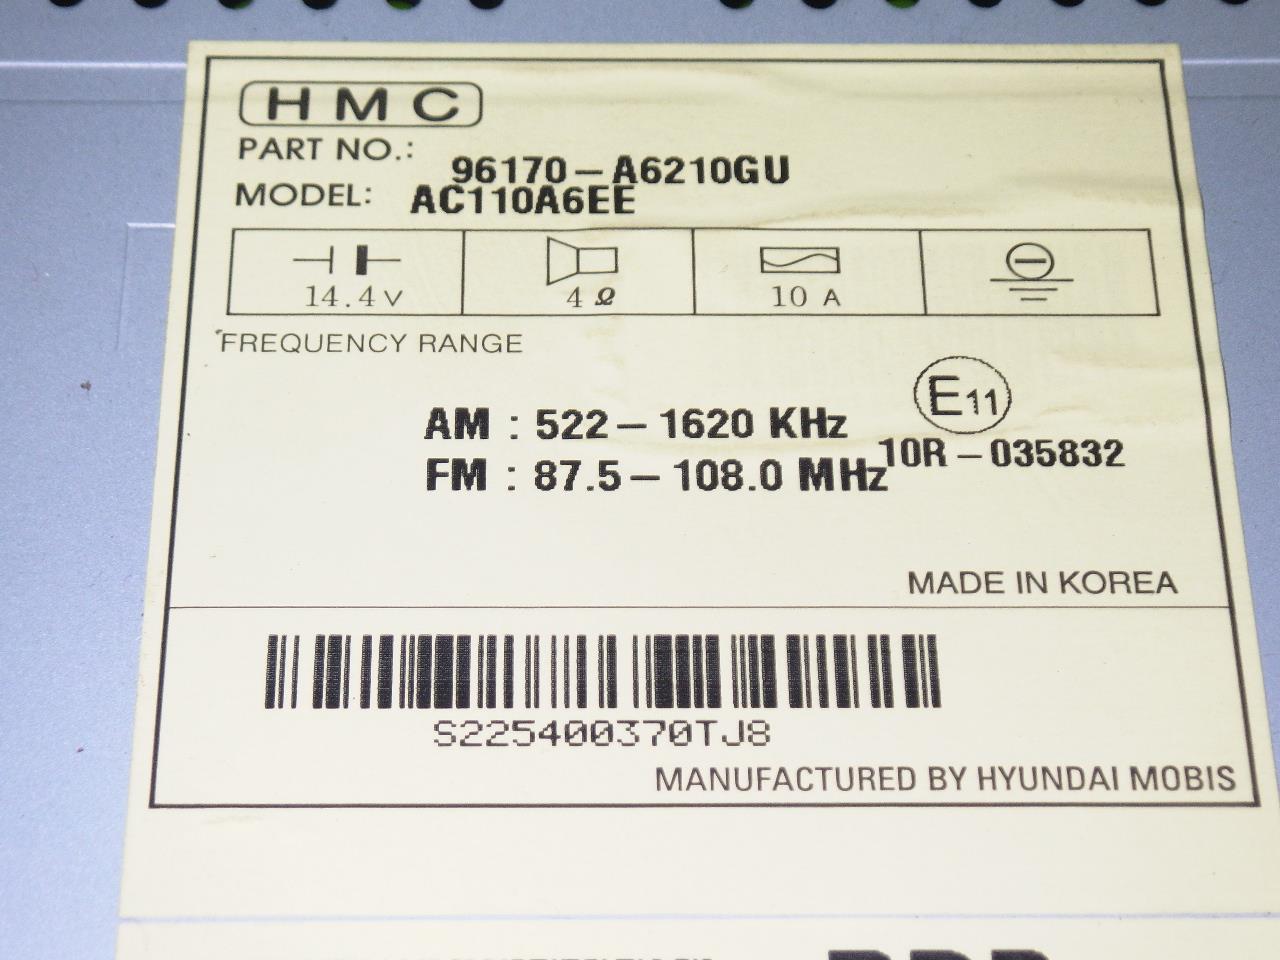 HMC
PART NO.: 96170-A6210GU
MODEL: AC110A6EE
14.4V 4 Ω 10 A
FREQUENCY RANGE
E11
AM : 522-1620 KHz
10R-035832
FM : 87.5-108.0 MHz
MADE IN KOREA
S225400370TJ8
MANUFACTURED BY HYUNDAI MOBIS